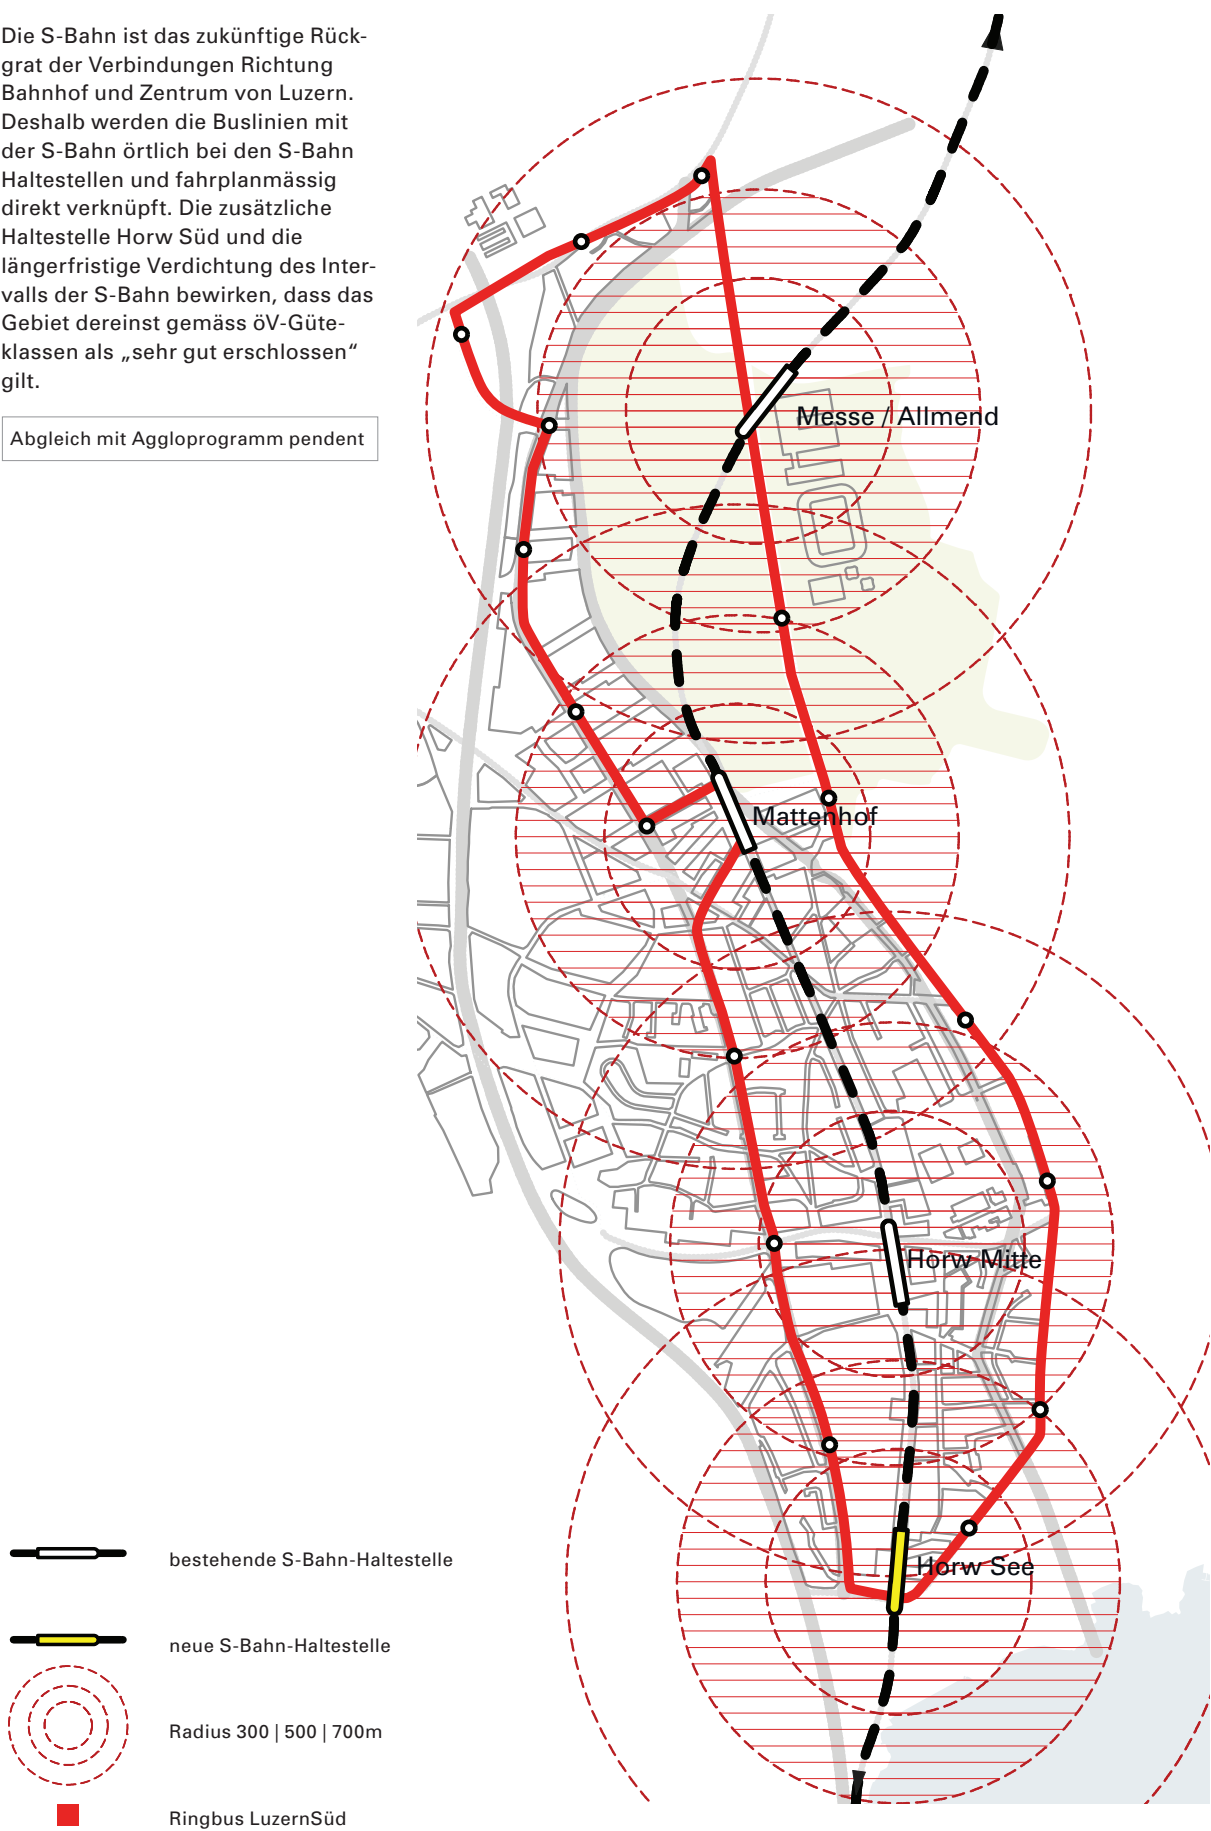 Die S-Bahn ist das zukünftige Rück-
grat der Verbindungen Richtung
Bahnhof und Zentrum von Luzern.
Deshalb werden die Buslinien mit
der S-Bahn örtlich bei den S-Bahn
Haltestellen und fahrplanmässig
direkt verknüpft. Die zusätzliche
Haltestelle Horw Süd und die
längerfristige Verdichtung des Inter-
valls der S-Bahn bewirken, dass das
Gebiet dereinst gemäss öV-Güte-
klassen als „sehr gut erschlossen“
gilt.
Abgleich mit Aggloprogramm pendent
Messe / Allmend
Mattenhof
Horw Mitte
Horw See
bestehende S-Bahn-Haltestelle
neue S-Bahn-Haltestelle
Radius 300 | 500 | 700m
Ringbus LuzernSüd